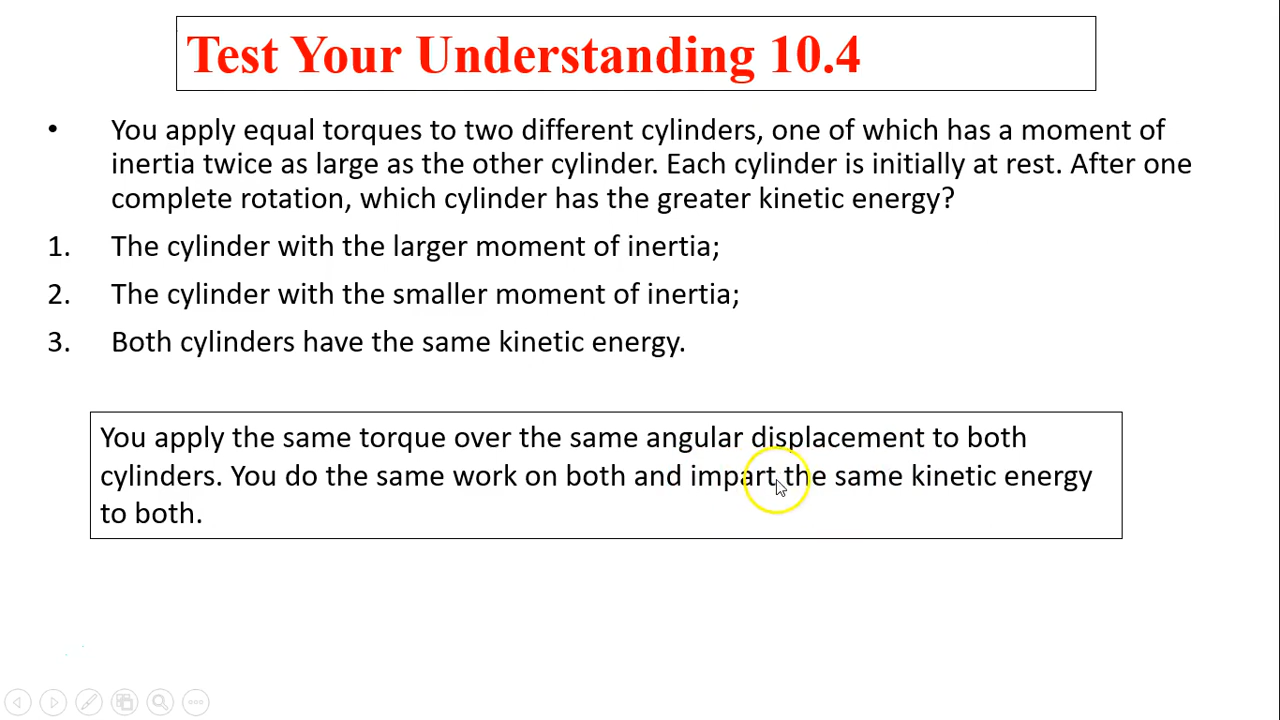 Test Your Understanding 10.4
• You apply equal torques to two different cylinders, one of which has a moment of
inertia twice as large as the other cylinder. Each cylinder is initially at rest. After one
complete rotation, which cylinder has the greater kinetic energy?
1. The cylinder with the larger moment of inertia;
2. The cylinder with the smaller moment of inertia;
3. Both cylinders have the same kinetic energy.
You apply the same torque over the same angular displacement to both
cylinders. You do the same work on both and impart the same kinetic energy
to both.